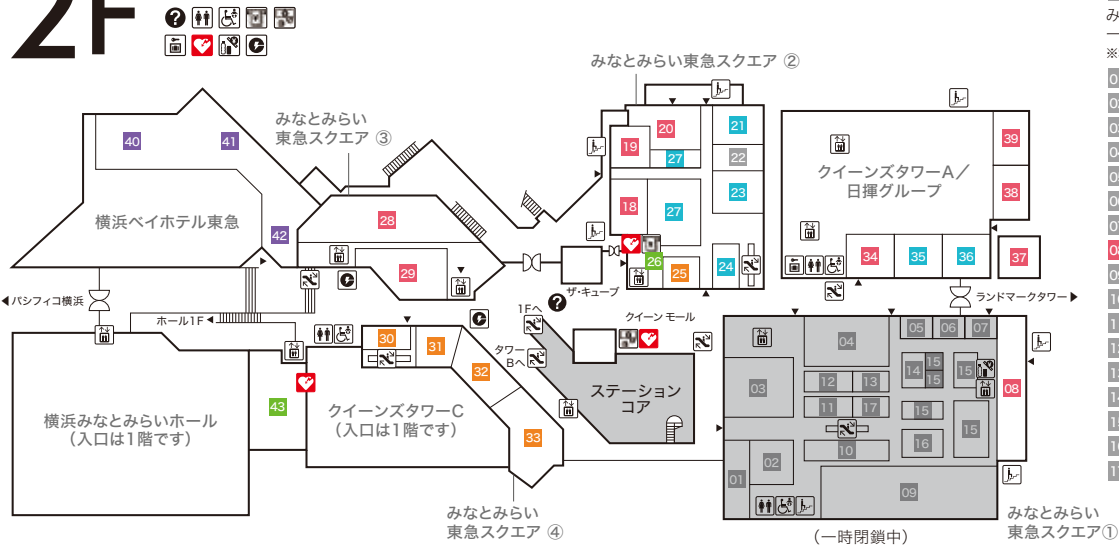 2F
?
みなとみらい東急スクエア ②
み
ー
※
みなとみらい
東急スクエア ③
40
41
42
横浜ベイホテル東急
28
29
19
20
21
27
22
18
27
23
26
25
24
クイーンズタワーA／
日揮グループ
39
38
34
35
36
37
◀パシフィコ横浜
ザ・キューブ
ランドマークタワー▶
ホール1F◀
?
1Fへ
クイーン モール
タワー
Bへ
ステーション
コア
30
31
32
33
43
横浜みなとみらいホール
（入口は1階です）
クイーンズタワーC
（入口は1階です）
03
04
05
06
07
12
13
14
15
15
15
08
11
17
15
15
10
16
01
02
09
みなとみらい
東急スクエア ④
（一時閉鎖中）
みなとみらい
東急スクエア①